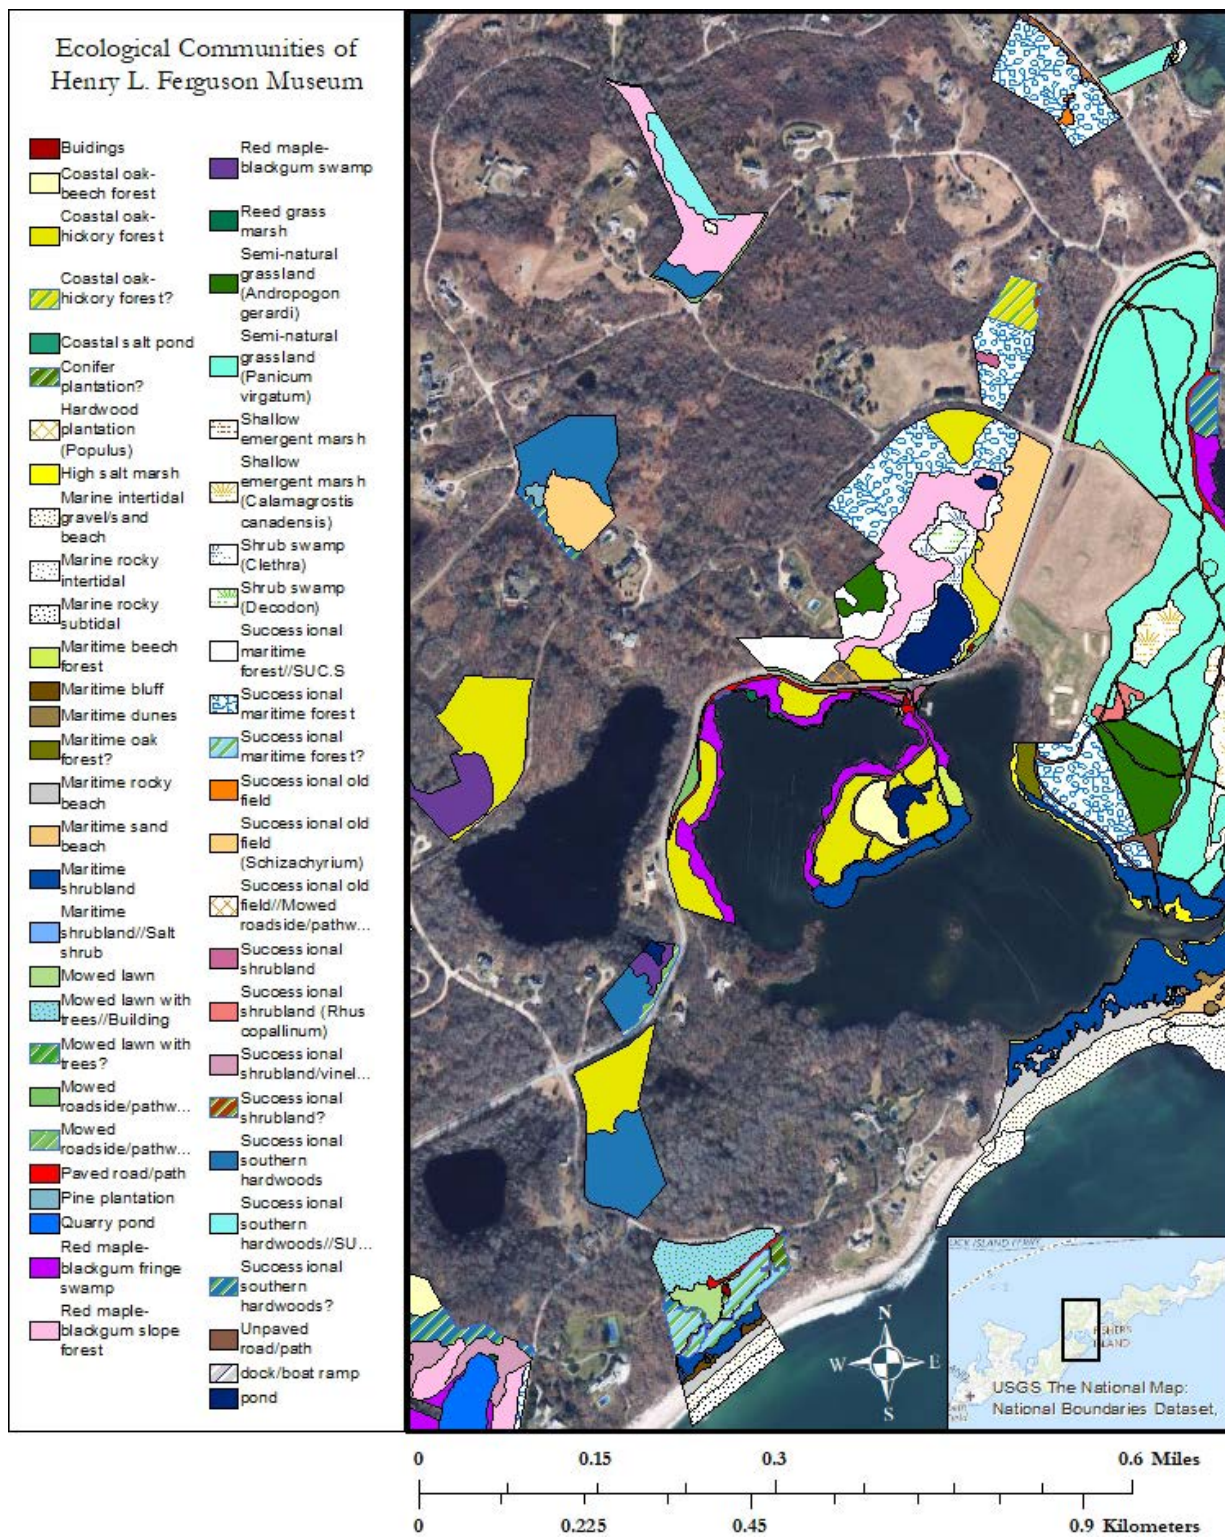 Ecological Communities of
Henry L. Ferguson Museum
Buidings
Coastal oak-
beech forest
Coastal oak-
hickory forest
Coastal oak-
hickory forest?
Coastal salt pond
Conifer
plantation?
Hardwood
plantation
(Populus)
High salt marsh
Marine intertidal
gravel/sand
beach
Marine rocky
intertidal
Marine rocky
subtidal
Maritime beech
forest
Maritime bluff
Maritime dunes
Maritime oak
forest?
Maritime rocky
beach
Maritime sand
beach
Maritime
shrubland
Maritime
shrubland//Salt
shrub
Mowed lawn
Mowed lawn with
trees//Building
Mowed lawn with
trees?
Mowed
roadside/pathw...
Mowed
roadside/pathw...
Paved road/path
Pine plantation
Quarry pond
Red maple-
blackgum fringe
swamp
Red maple-
blackgum slope
forest
Red maple-
blackgum swamp
Reed grass
marsh
Semi-natural
grassland
(Andropogon
gerardi)
Semi-natural
grassland
(Panicum
virgatum)
Shallow
emergent marsh
Shallow
emergent marsh
(Calamagrostis
canadensis)
Shrub swamp
(Clethra)
Shrub swamp
(Decodon)
Successional
maritime
forest//SUC.S
Successional
maritime forest
Successional
maritime forest?
Successional old
field
Successional old
field
(Schizachyrium)
Successional old
field//Mowed
roadside/pathw...
Successional
shrubland
Successional
shrubland (Rhus
copallinum)
Successional
shrubland/vinel...
Successional
shrubland?
Successional
southern
hardwoods
Successional
southern
hardwoods//SU...
Successional
southern
hardwoods?
Unpaved
road/path
dock/boat ramp
pond
N
W E
S
OCK ISLAND FERRY
FISHERS
ISLAND
USGS The National Map:
National Boundaries Dataset,
0 0.15 0.3 0.6 Miles
0 0.225 0.45 0.9 Kilometers